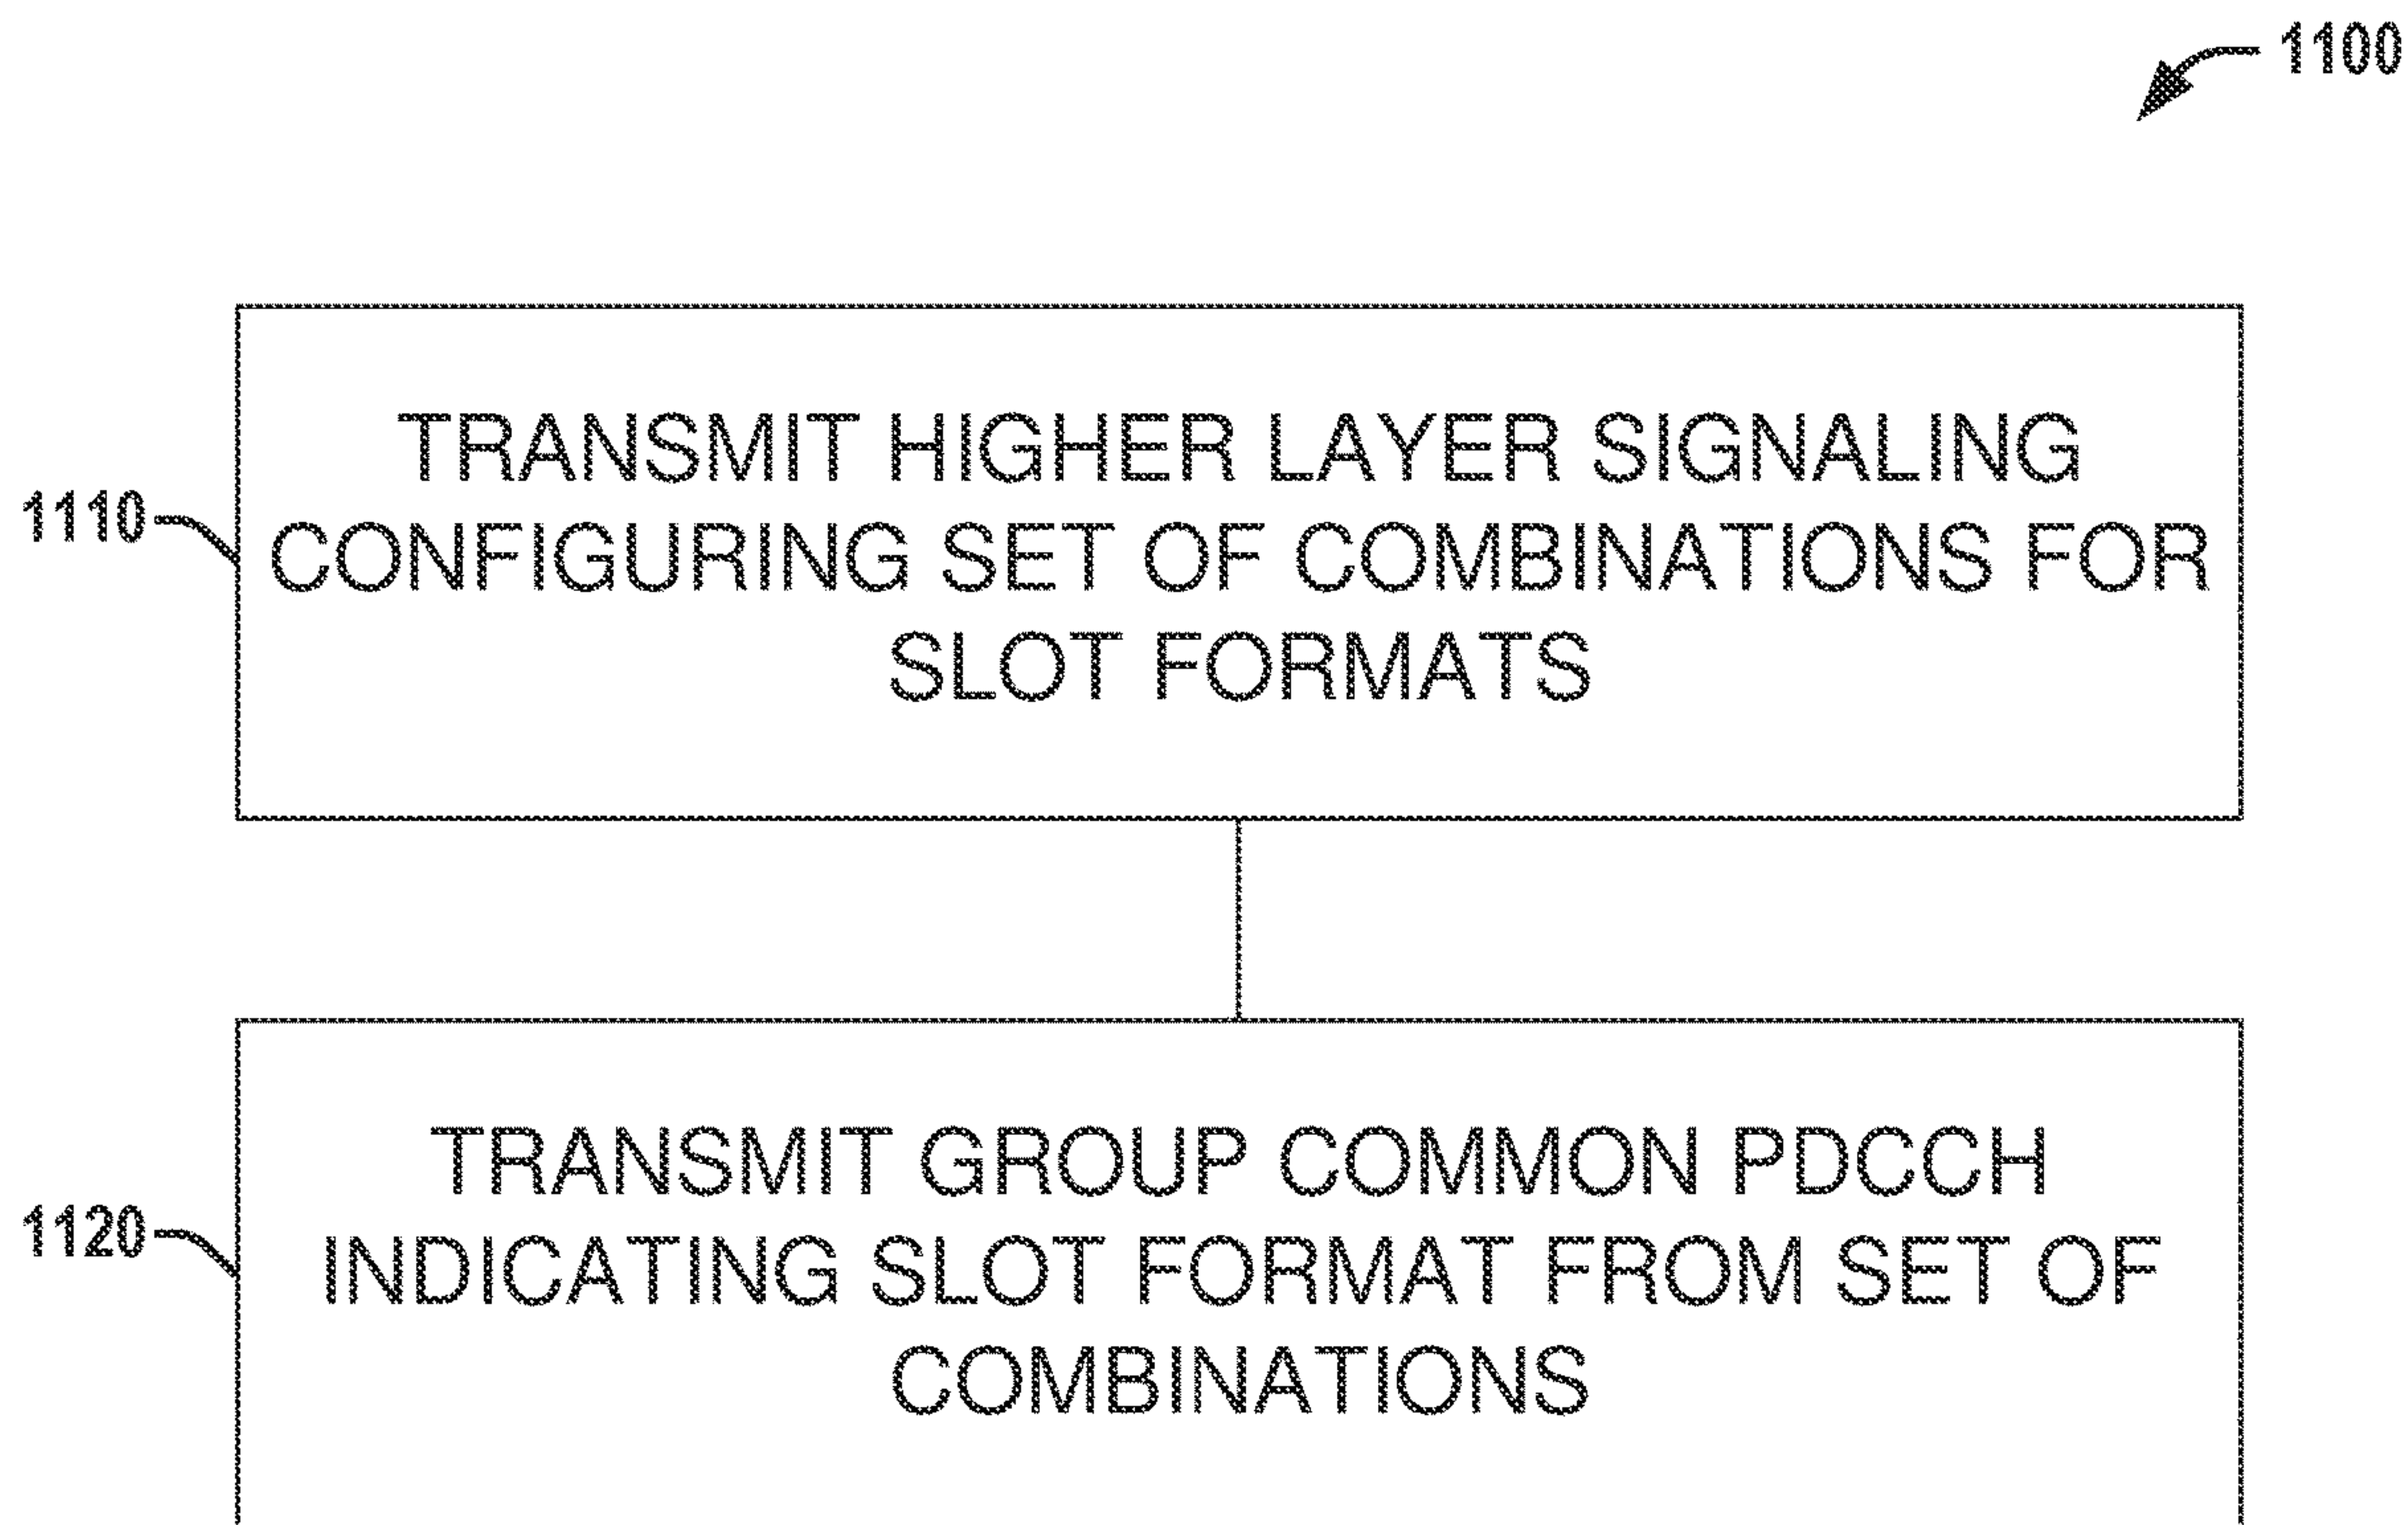 1100
1110
TRANSMIT HIGHER LAYER SIGNALING
CONFIGURING SET OF COMBINATIONS FOR
SLOT FORMATS
1120
TRANSMIT GROUP COMMON PDCCH
INDICATING SLOT FORMAT FROM SET OF
COMBINATIONS